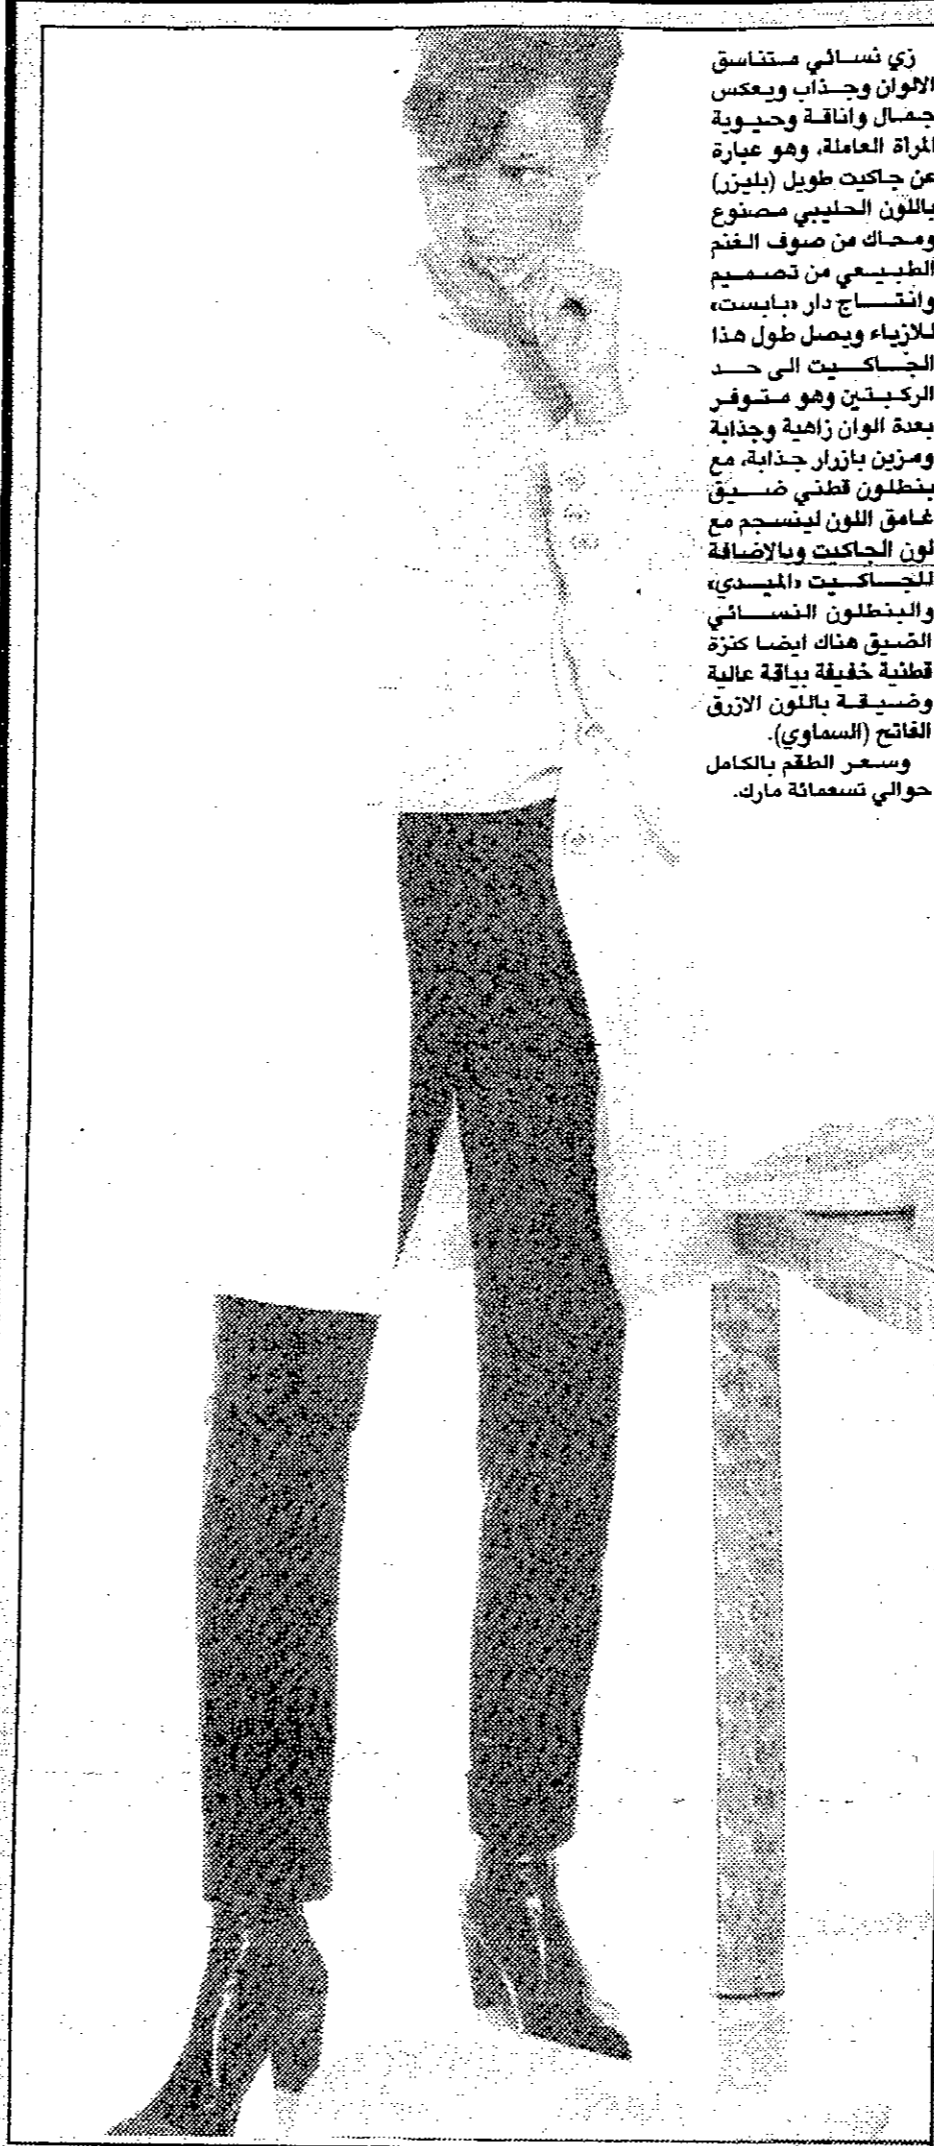 زي نسائي متناسق
الالوان وجذاب ويعكس
جمال واناقة وحيوية
المرأة العاملة، وهو عبارة
عن جاكيت طويل (بليزر)
باللون الحليبي مصنوع
ومحاك من صوف الغنم
الطبيعي من تصميم
وانتاج دار «بابست»
للازياء ويصل طول هذا
الجاكيت الى حد
الركبتين وهو متوفر
بعدة الوان زاهية وجذابة
ومزين بازرار جذابة، مع
بنطلون قطني ضيق
غامق اللون لينسجم مع
لون الجاكيت وبالاضافة
للجاكيت «الميدي»
والبنطلون النسائي
الضيق هناك ايضا كنزة
قطنية خفيفة بياقة عالية
وضيقة باللون الازرق
الفاتح (السماوي).
وسعر الطقم بالكامل
حوالي تسعمائة مارك.